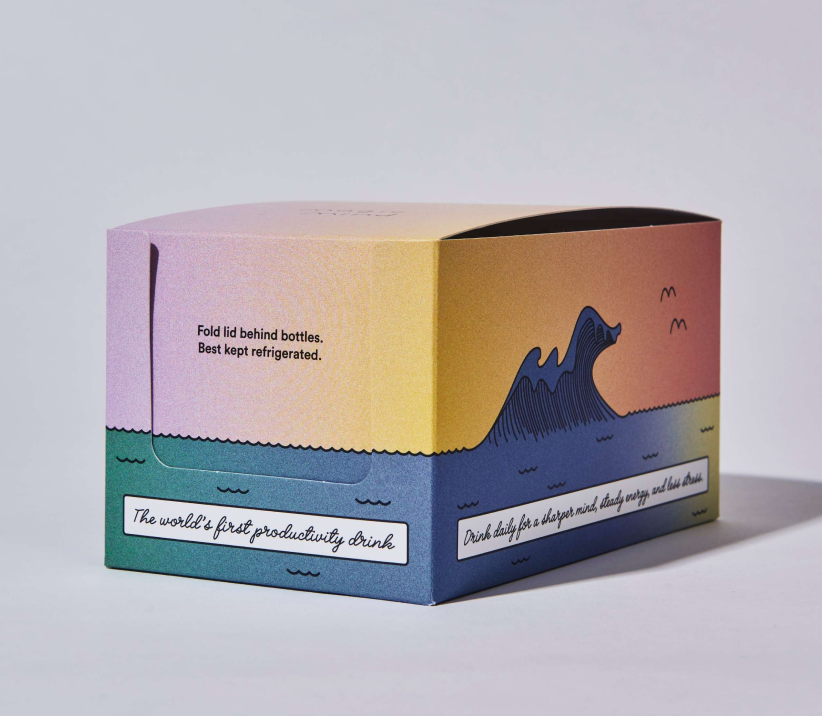 Fold lid behind bottles.
Best kept refrigerated.
The world's first productivity drink
Drink daily for a sharper mind, steady energy, and less stress.